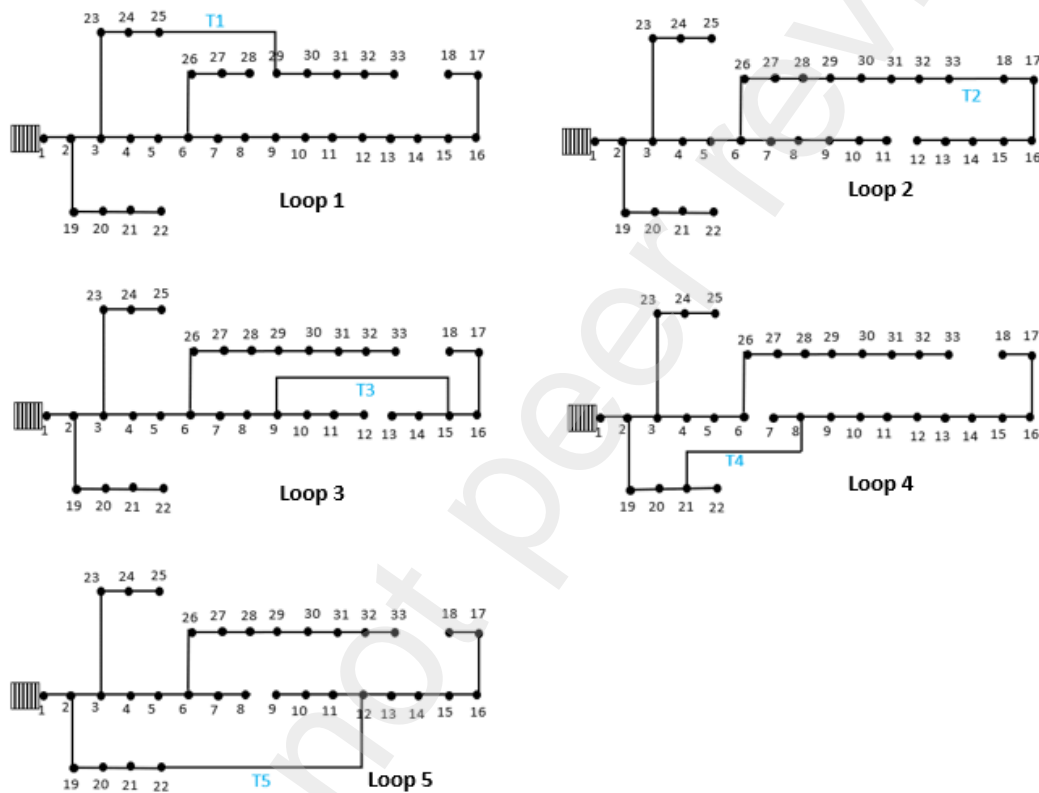 23 24 25
T1
26 27 28 29 30 31 32 33 18 17
1 2 3 4 5 6 7 8 9 10 11 12 13 14 15 16
Loop 1
19 20 21 22
23 24 25
26 27 28 29 30 31 32 33 18 17
T2
1 2 3 4 5 6 7 8 9 10 11 12 13 14 15 16
Loop 2
19 20 21 22
23 24 25
26 27 28 29 30 31 32 33 18 17
T3
1 2 3 4 5 6 7 8 9 10 11 12 13 14 15 16
Loop 3
19 20 21 22
23 24 25
26 27 28 29 30 31 32 33 18 17
1 2 3 4 5 6 7 8 9 10 11 12 13 14 15 16
T4
Loop 4
19 20 21 22
23 24 25
26 27 28 29 30 31 32 33 18 17
1 2 3 4 5 6 7 8 9 10 11 12 13 14 15 16
19 20 21 22
T5
Loop 5
not peer rev